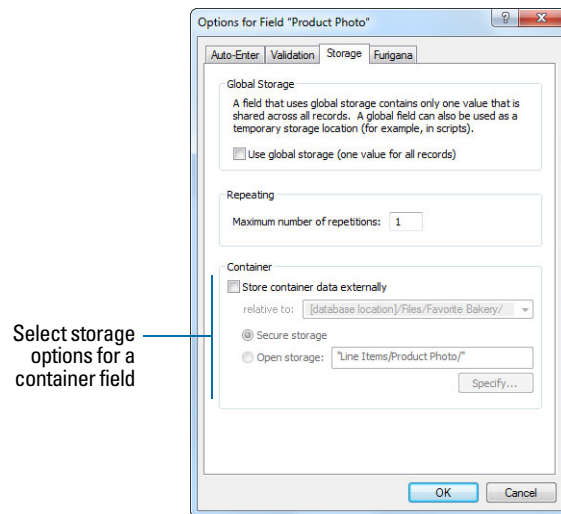 Options for Field "Product Photo"
Auto-Enter Validation Storage Furigana
Global Storage
A field that uses global storage contains only one value that is
shared across all records. A global field can also be used as a
temporary storage location (for example, in scripts).
Use global storage (one value for all records)
Repeating
Maximum number of repetitions: 1
Container
Store container data externally
relative to: [database location]/Files/Favorite Bakery/
Secure storage
Open storage: "Line Items/Product Photo/"
Specify...
Select storage
options for a
container field
OK Cancel